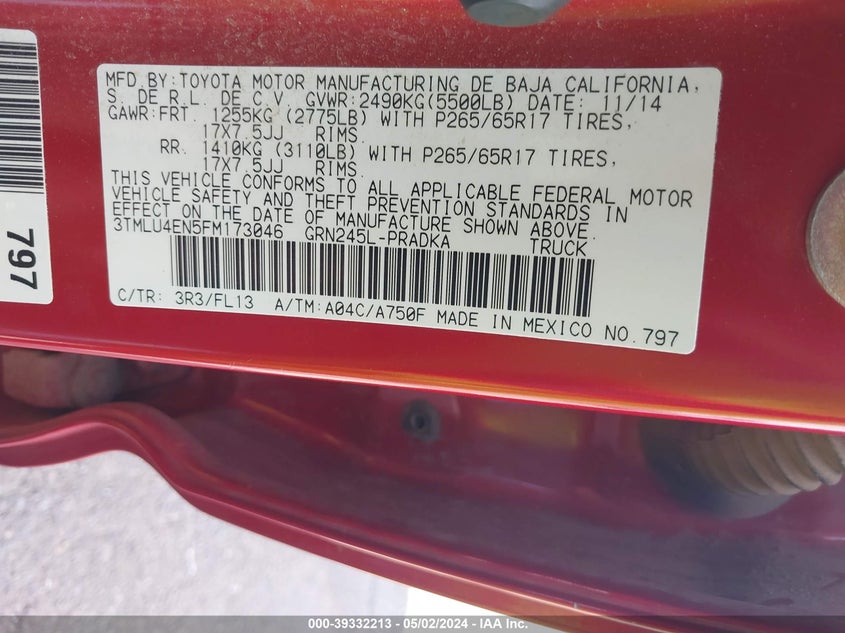 MFD.BY:TOYOTA MOTOR MANUFACTURING DE BAJA CALIFORNIA,
S. DE R.L. DE C.V. GVWR:2490KG(5500LB) DATE: 11/14
GAWR:FRT. 1255KG (2775LB) WITH P265/65R17 TIRES,
17X7.5JJ RIMS
RR. 1410KG (3110LB) WITH P265/65R17 TIRES,
17X7.5JJ RIMS
THIS VEHICLE CONFORMS TO ALL APPLICABLE FEDERAL MOTOR
VEHICLE SAFETY AND THEFT PREVENTION STANDARDS IN
EFFECT ON THE DATE OF MANUFACTURE SHOWN ABOVE.
3TMLU4EN5FM173046 GRN245L-PRADKA TRUCK
C/TR: 3R3/FL13 A/TM:A04C/A750F MADE IN MEXICO NO.797
797
000-39332213 - 05/02/2024 - IAA Inc.